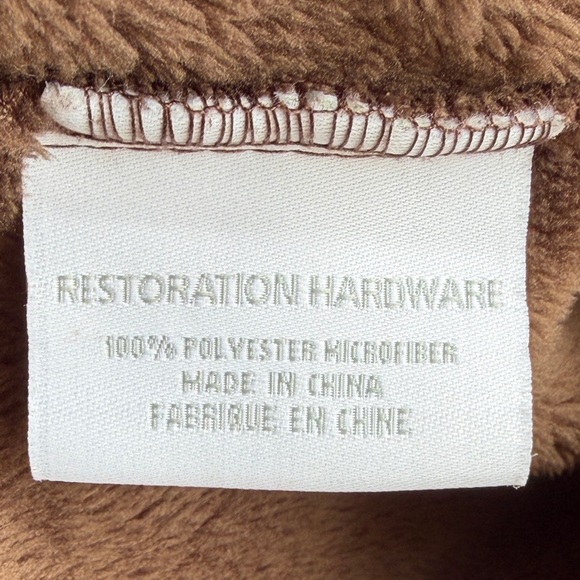 RESTORATION HARDWARE
100% POLYESTER MICROFIBER
MADE IN CHINA
FABRIQUE EN CHINE